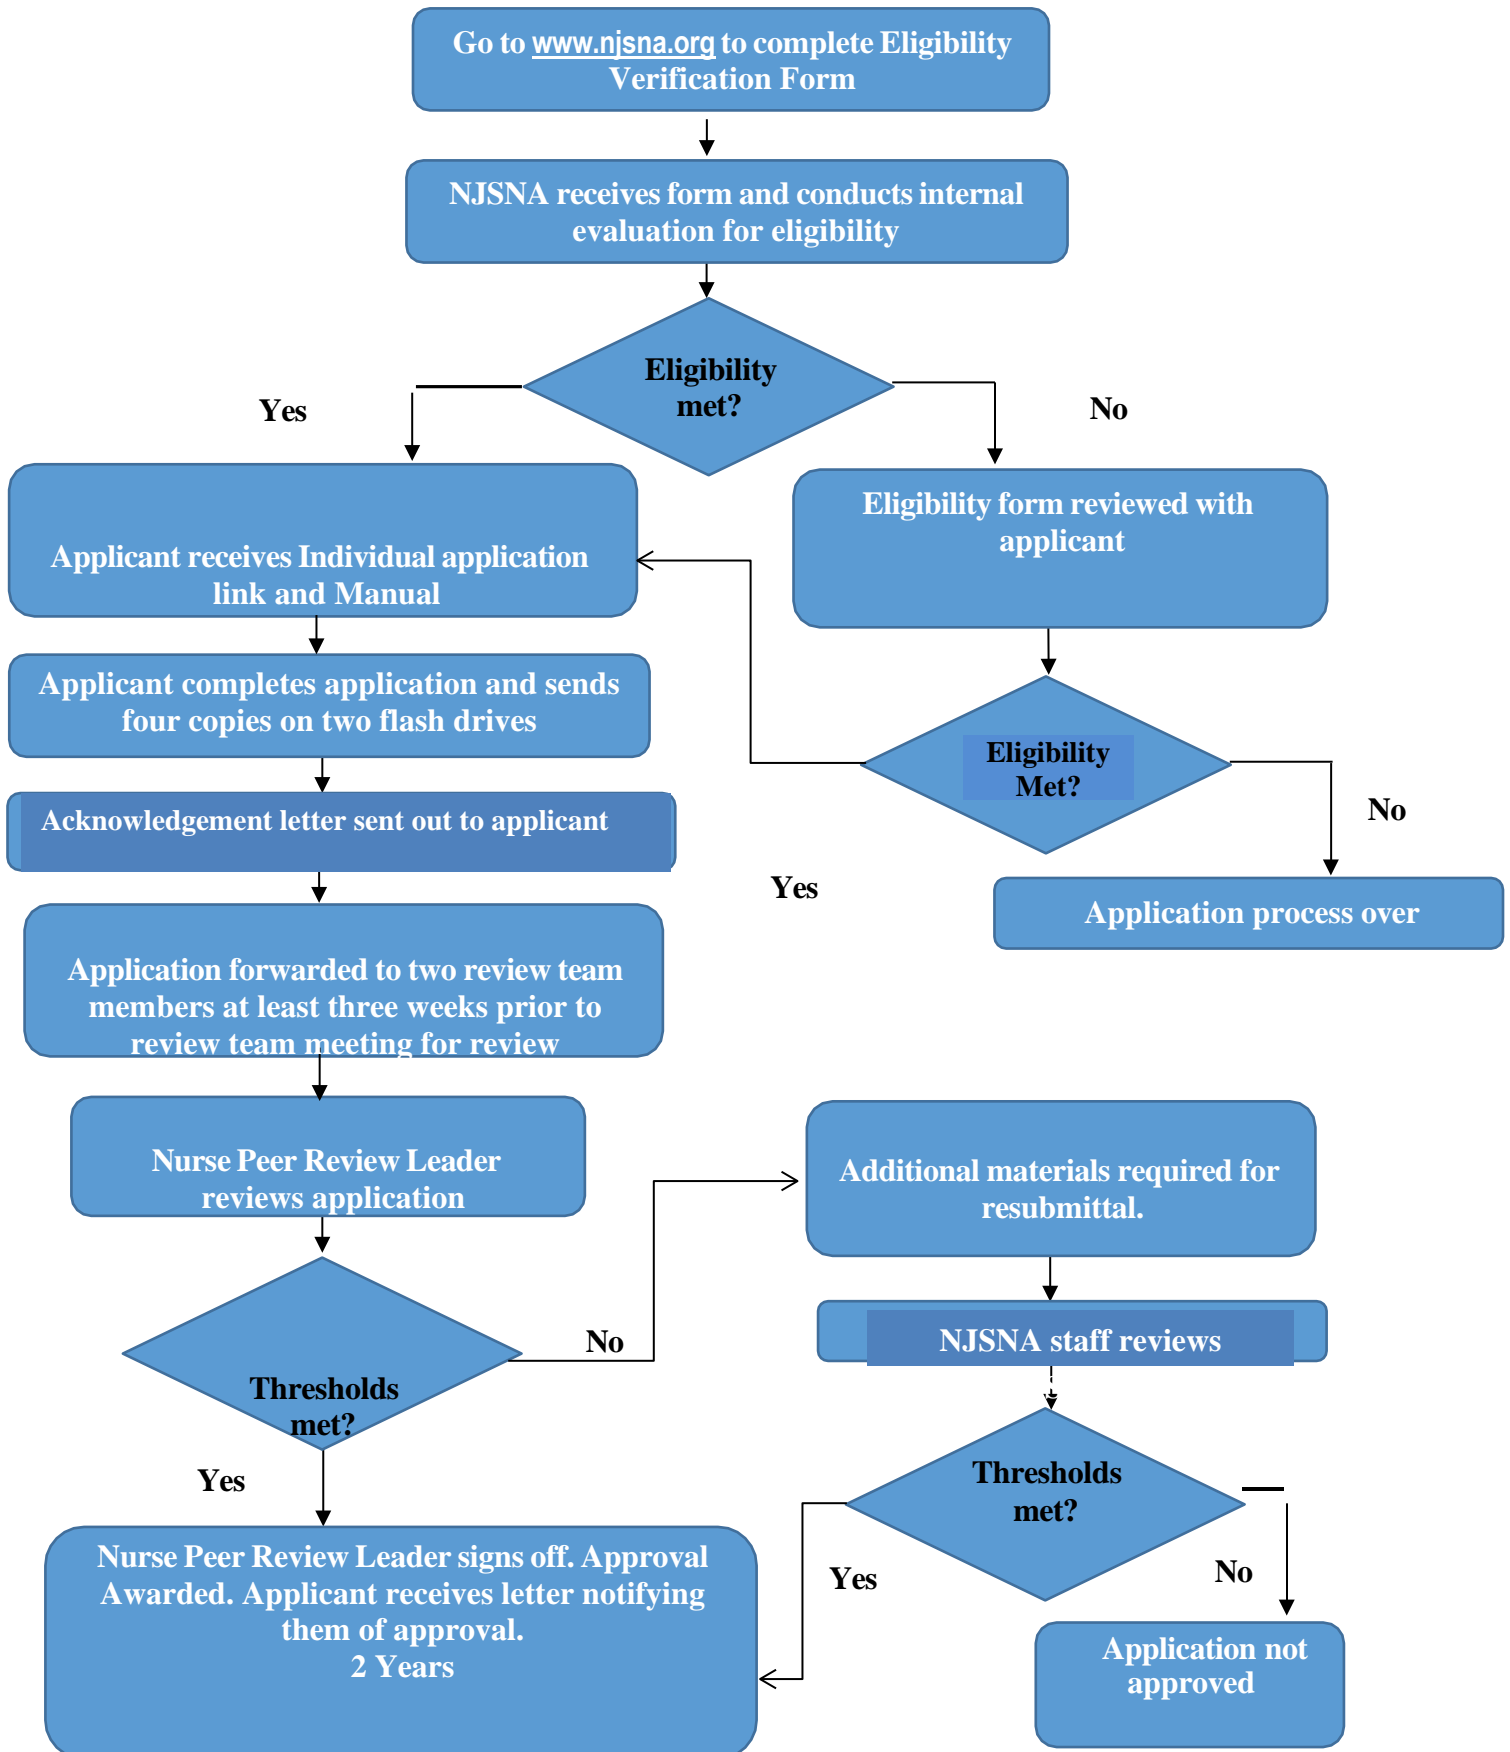 Go to www.njsna.org to complete Eligibility
Verification Form
NJSNA receives form and conducts internal
evaluation for eligibility
Eligibility
met?
Yes
No
Applicant receives Individual application
link and Manual
Eligibility form reviewed with
applicant
Applicant completes application and sends
four copies on two flash drives
Eligibility
Met?
No
Acknowledgement letter sent out to applicant
Yes
Application process over
Application forwarded to two review team
members at least three weeks prior to
review team meeting for review
Nurse Peer Review Leader
reviews application
Additional materials required for
resubmittal.
No
NJSNA staff reviews
Thresholds
met?
Yes
Thresholds
met?
Yes
No
Nurse Peer Review Leader signs off. Approval
Awarded. Applicant receives letter notifying
them of approval.
2 Years
Application not
approved